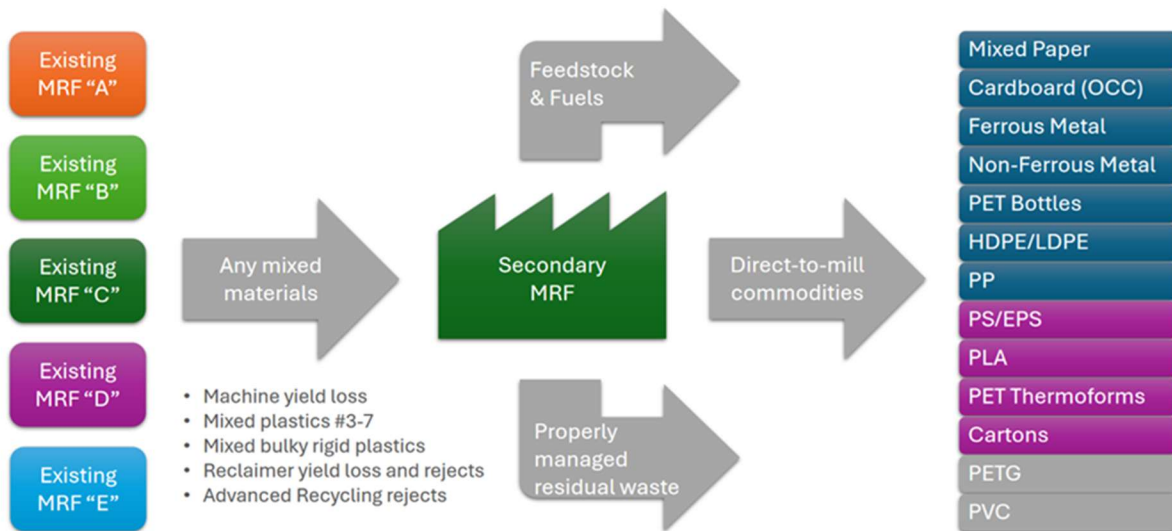 Existing
MRF “A”
Existing
MRF “B”
Existing
MRF “C”
Existing
MRF “D”
Existing
MRF “E”
Any mixed
materials
• Machine yield loss
• Mixed plastics #3-7
• Mixed bulky rigid plastics
• Reclaimer yield loss and rejects
• Advanced Recycling rejects
Feedstock
& Fuels
Secondary
MRF
Properly
managed
residual waste
Direct-to-mill
commodities
Mixed Paper
Cardboard (OCC)
Ferrous Metal
Non-Ferrous Metal
PET Bottles
HDPE/LDPE
PP
PS/EPS
PLA
PET Thermoforms
Cartons
PETG
PVC